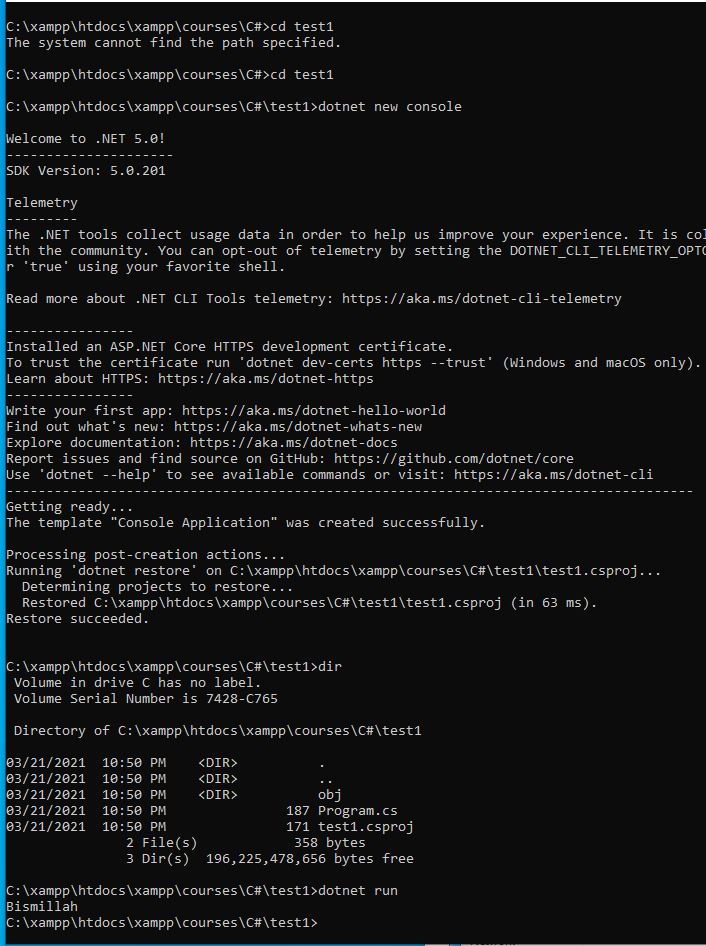 C:\xampp\htdocs\xampp\courses\C#>cd test1
The system cannot find the path specified.
C:\xampp\htdocs\xampp\courses\C#>cd test1
C:\xampp\htdocs\xampp\courses\C#\test1>dotnet new console
Welcome to .NET 5.0!
---------------------
SDK Version: 5.0.201
Telemetry
---------
The .NET tools collect usage data in order to help us improve your experience. It is col
ith the community. You can opt-out of telemetry by setting the DOTNET_CLI_TELEMETRY_OPTO
r 'true' using your favorite shell.
Read more about .NET CLI Tools telemetry: https://aka.ms/dotnet-cli-telemetry
----------------
Installed an ASP.NET Core HTTPS development certificate.
To trust the certificate run 'dotnet dev-certs https --trust' (Windows and macOS only).
Learn about HTTPS: https://aka.ms/dotnet-https
----------------
Write your first app: https://aka.ms/dotnet-hello-world
Find out what's new: https://aka.ms/dotnet-whats-new
Explore documentation: https://aka.ms/dotnet-docs
Report issues and find source on GitHub: https://github.com/dotnet/core
Use 'dotnet --help' to see available commands or visit: https://aka.ms/dotnet-cli
--------------------------------------------------------------------------------------
Getting ready...
The template "Console Application" was created successfully.
Processing post-creation actions...
Running 'dotnet restore' on C:\xampp\htdocs\xampp\courses\C#\test1\test1.csproj...
  Determining projects to restore...
  Restored C:\xampp\htdocs\xampp\courses\C#\test1\test1.csproj (in 63 ms).
Restore succeeded.
C:\xampp\htdocs\xampp\courses\C#\test1>dir
 Volume in drive C has no label.
 Volume Serial Number is 7428-C765
 Directory of C:\xampp\htdocs\xampp\courses\C#\test1
03/21/2021  10:50 PM    <DIR>          .
03/21/2021  10:50 PM    <DIR>          ..
03/21/2021  10:50 PM    <DIR>          obj
03/21/2021  10:50 PM               187 Program.cs
03/21/2021  10:50 PM               171 test1.csproj
               2 File(s)            358 bytes
               3 Dir(s)  196,225,478,656 bytes free
C:\xampp\htdocs\xampp\courses\C#\test1>dotnet run
Bismillah
C:\xampp\htdocs\xampp\courses\C#\test1>